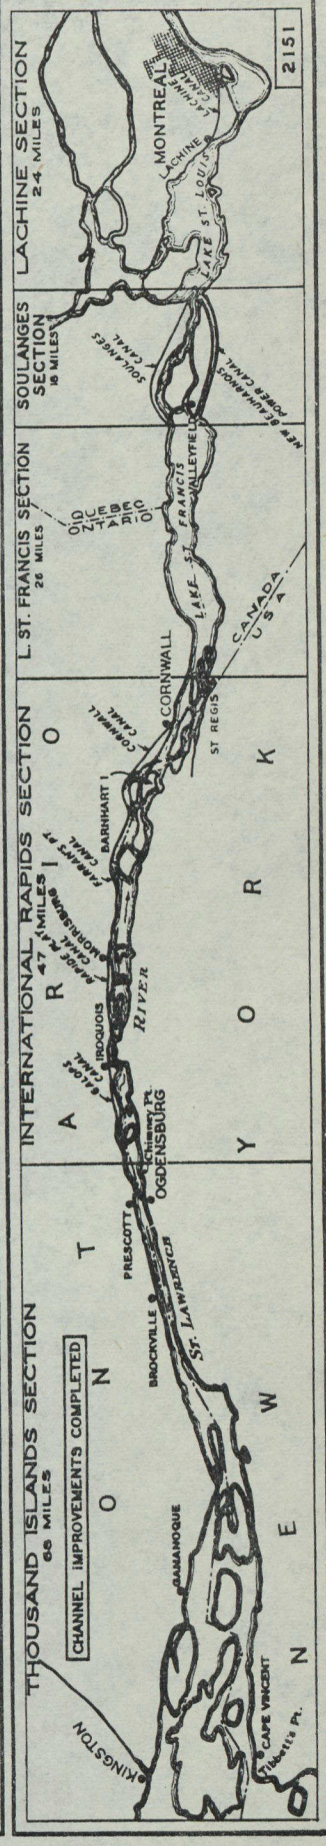 THOUSAND ISLANDS SECTION
68 MILES
CHANNEL IMPROVEMENTS COMPLETED
INTERNATIONAL RAPIDS SECTION
47 MILES
L. ST. FRANCIS SECTION
26 MILES
SOULANGES
SECTION
18 MILES
LACHINE SECTION
24 MILES
KINGSTON
GANANOQUE
CAPE VINCENT
Tibbett's Pt.
BROCKVILLE
PRESCOTT
OGDENSBURG
Chimney Pt.
ST. LAWRENCE
RIVER
GALOPS
CANAL
IROQUOIS
RAPIDE PLAT
CANAL
MORRISBURG
FARRAN'S PT
CANAL
BARNHART I
CORNWALL
CANAL
CORNWALL
ST REGIS
CANADA
U S A
LAKE ST. FRANCIS
QUEBEC
ONTARIO
VALLEYFIELD
SOULANGES
CANAL
NEW BEAUHARNOIS
POWER CANAL
LAKE ST. LOUIS
LACHINE
LACHINE
CANAL
MONTREAL
ONTARIO
NEW YORK
2151